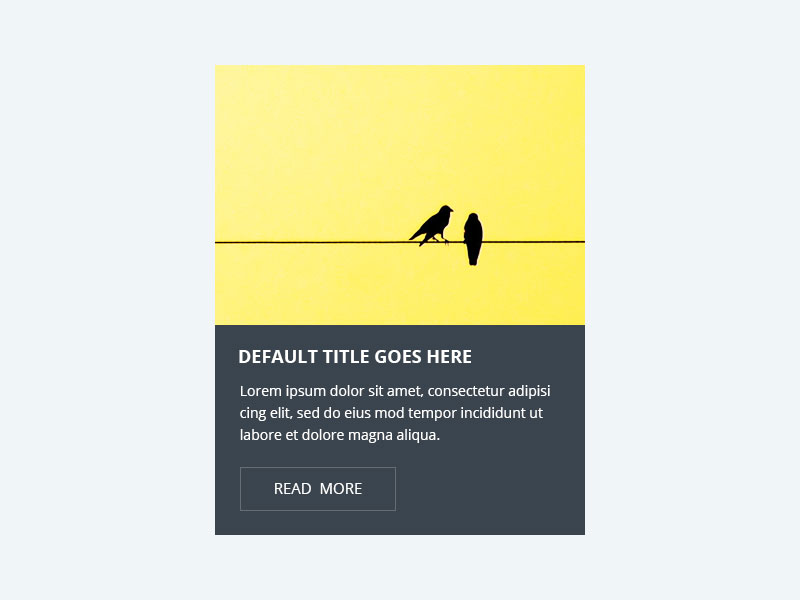 DEFAULT TITLE GOES HERE
Lorem ipsum dolor sit amet, consectetur adipisi
cing elit, sed do eius mod tempor incididunt ut
labore et dolore magna aliqua.
READ MORE